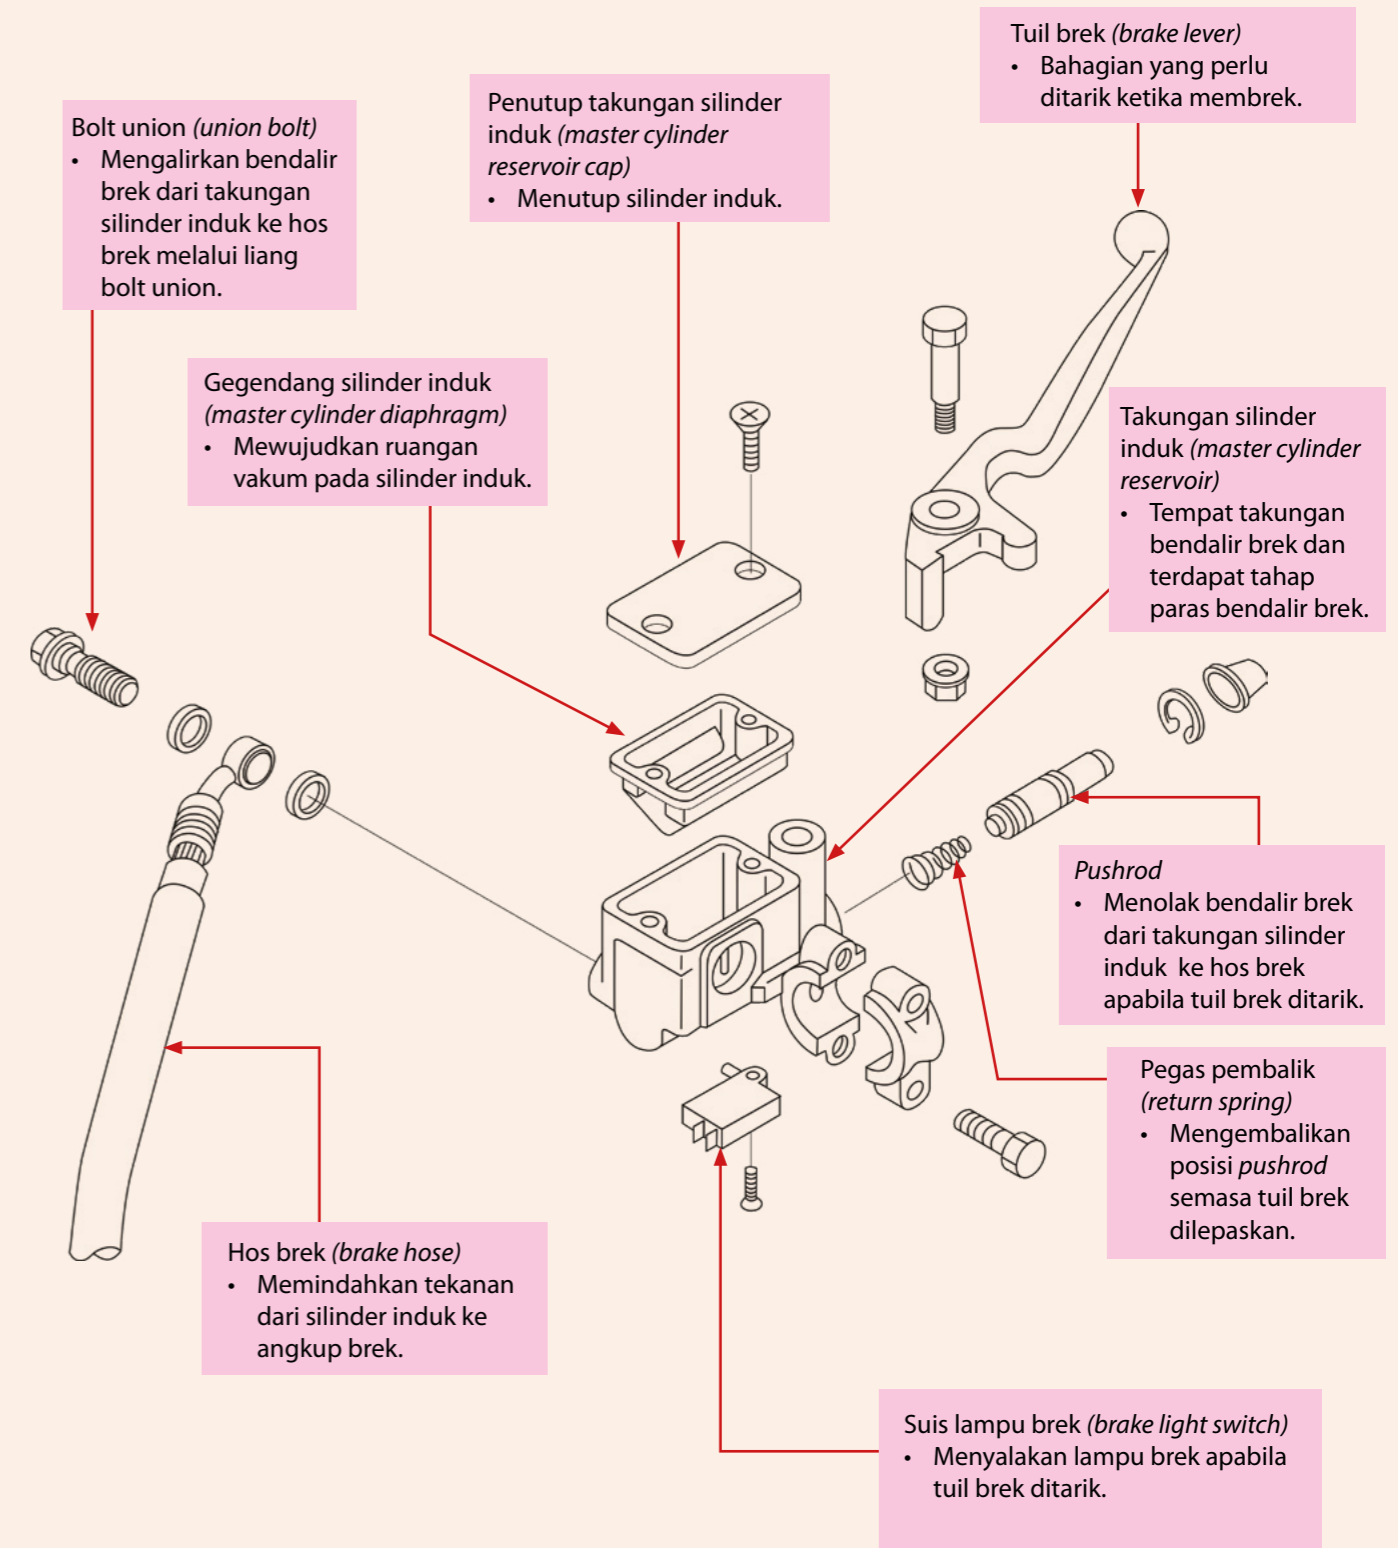 Tuil brek (brake lever)
• Bahagian yang perlu
ditarik ketika membrek.
Penutup takungan silinder
induk (master cylinder
reservoir cap)
• Menutup silinder induk.
Bolt union (union bolt)
• Mengalirkan bendalir
brek dari takungan
silinder induk ke hos
brek melalui liang
bolt union.
Gegendang silinder induk
(master cylinder diaphragm)
• Mewujudkan ruangan
vakum pada silinder induk.
Takungan silinder
induk (master cylinder
reservoir)
• Tempat takungan
bendalir brek dan
terdapat tahap
paras bendalir brek.
Pushrod
• Menolak bendalir brek
dari takungan silinder
induk ke hos brek
apabila tuil brek ditarik.
Pegas pembalik
(return spring)
• Mengembalikan
posisi pushrod
semasa tuil brek
dilepaskan.
Hos brek (brake hose)
• Memindahkan tekanan
dari silinder induk ke
angkup brek.
Suis lampu brek (brake light switch)
• Menyalakan lampu brek apabila
tuil brek ditarik.